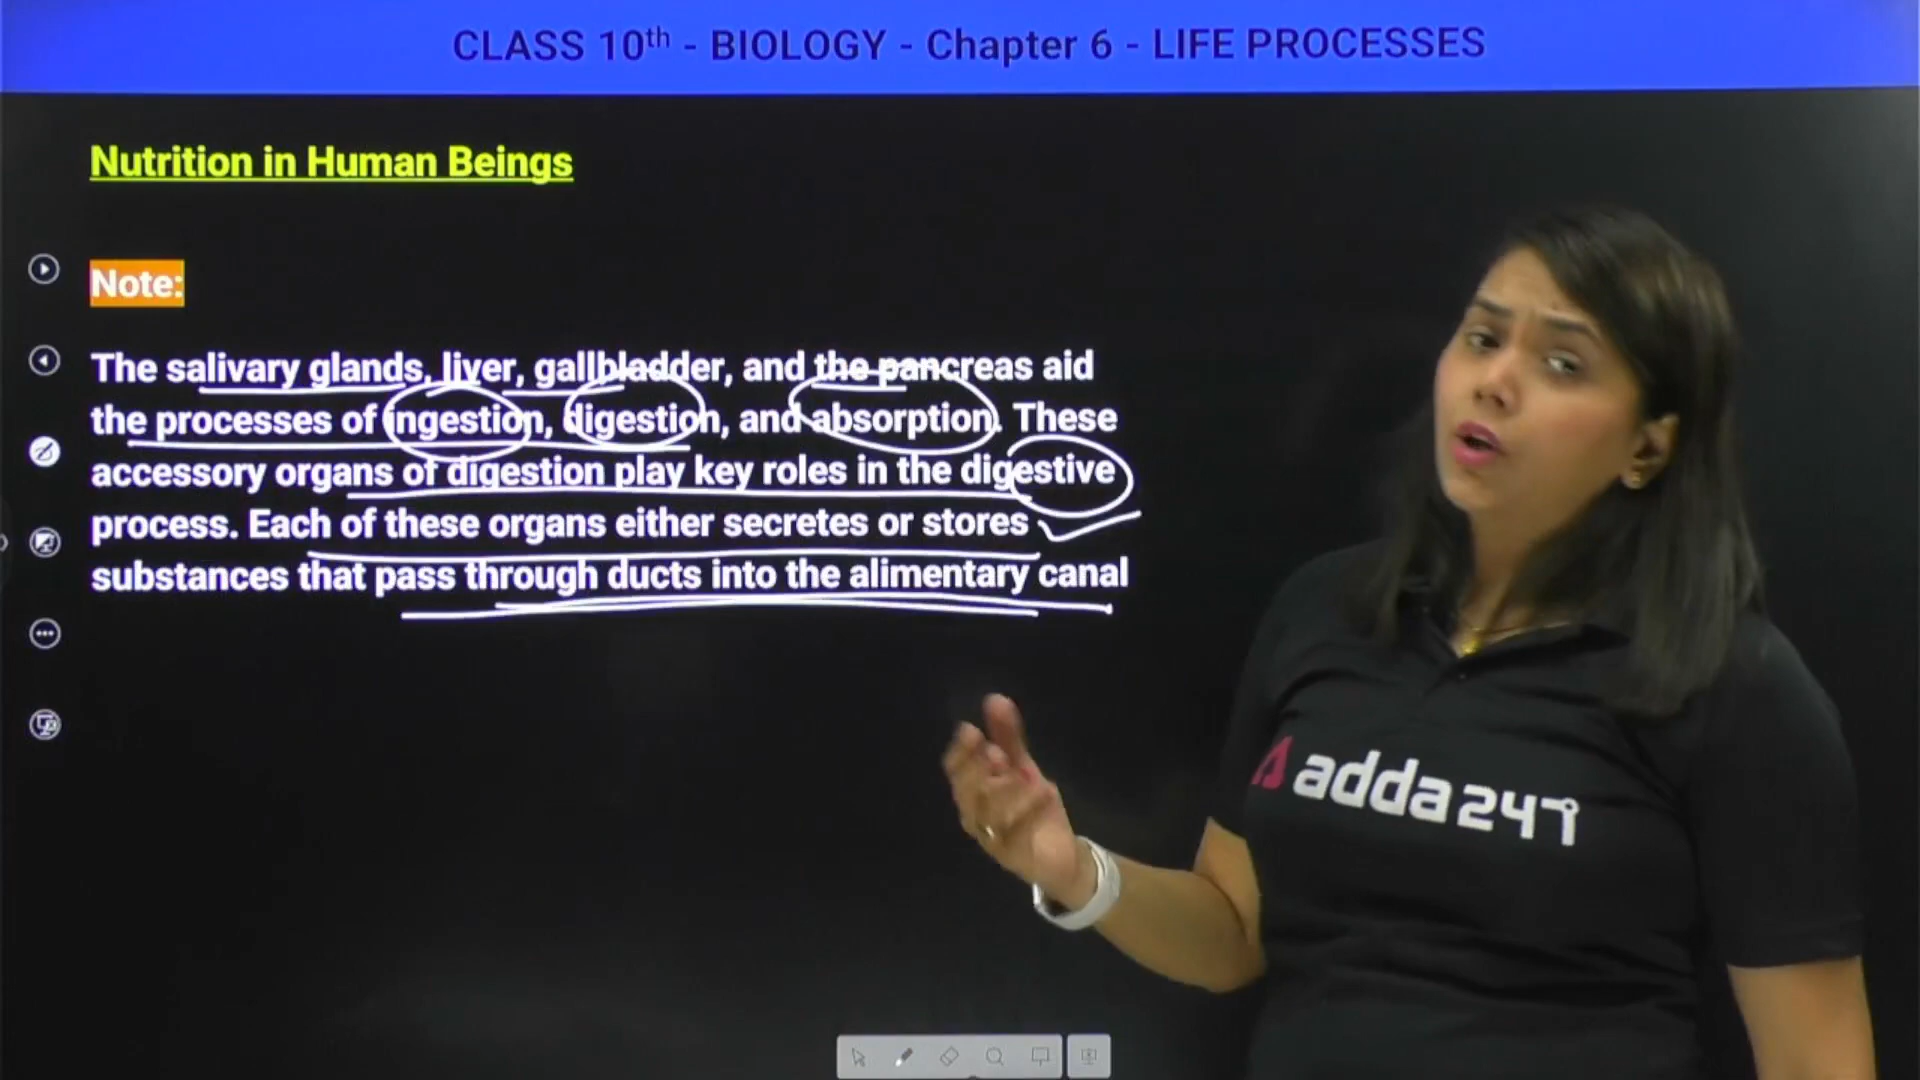 CLASS 10th - BIOLOGY - Chapter 6 - LIFE PROCESSES
Nutrition in Human Beings
Note:
The salivary glands, liver, gallbladder, and the pancreas aid
the processes of ingestion, digestion, and absorption. These
accessory organs of digestion play key roles in the digestive
process. Each of these organs either secretes or stores
substances that pass through ducts into the alimentary canal
adda247